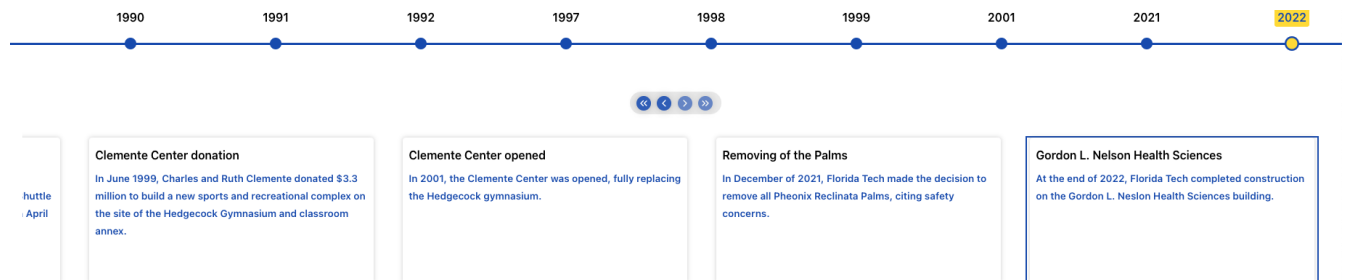 1990 1991 1992 1997 1998 1999 2001 2021 2022
huttle
April
Clemente Center donation
In June 1999, Charles and Ruth Clemente donated $3.3
million to build a new sports and recreational complex on
the site of the Hedgecock Gymnasium and classroom
annex.
Clemente Center opened
In 2001, the Clemente Center was opened, fully replacing
the Hedgecock gymnasium.
Removing of the Palms
In December of 2021, Florida Tech made the decision to
remove all Pheonix Reclinata Palms, citing safety
concerns.
Gordon L. Nelson Health Sciences
At the end of 2022, Florida Tech completed construction
on the Gordon L. Neslon Health Sciences building.